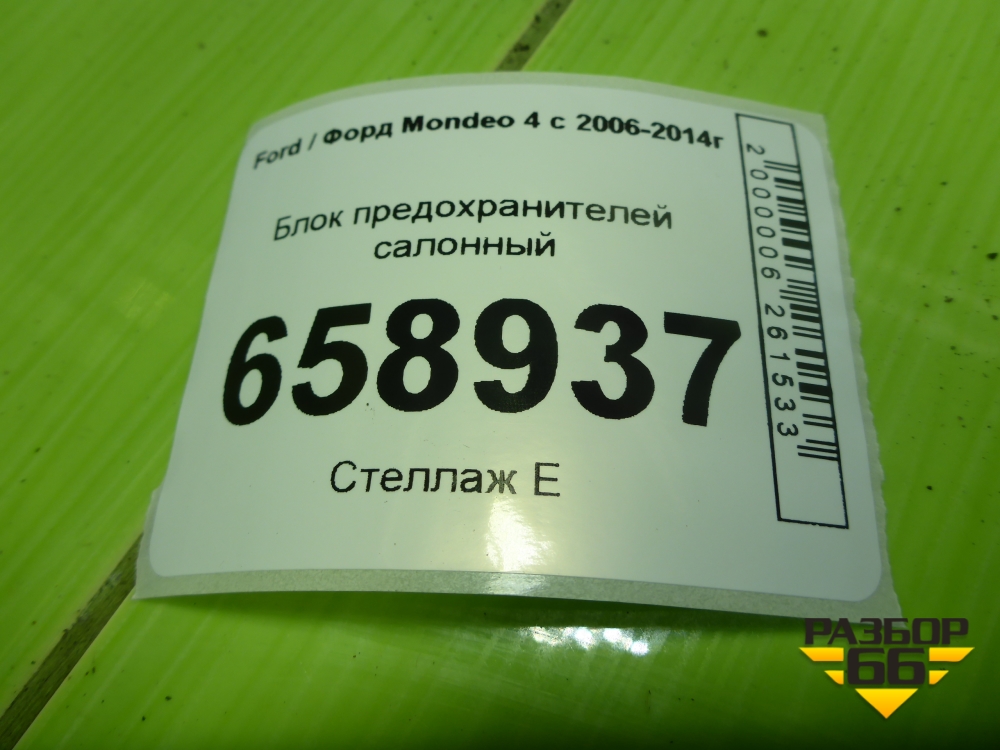 Ford / Форд Mondeo 4 с 2006-2014г
Блок предохранителей
салонный
658937
Стеллаж Е
2000006261533
РАЗБОР
66